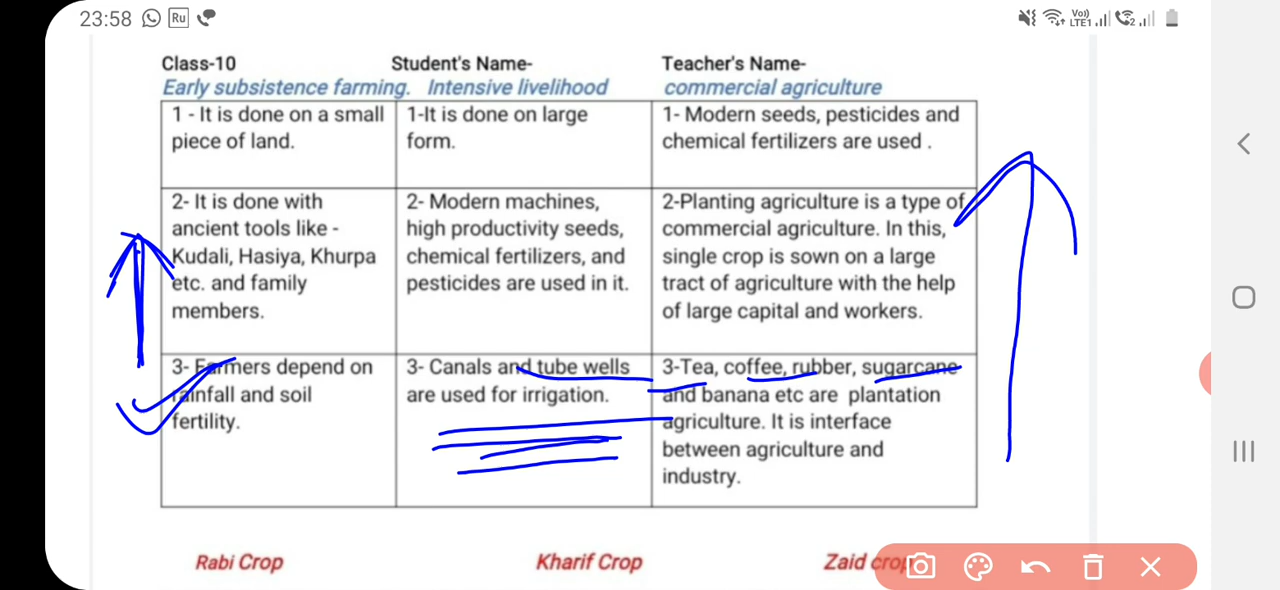 23:58 Ru Vo)) LTE1 2
Class-10 Student's Name- Teacher's Name-
Early subsistence farming. Intensive livelihood commercial agriculture
1 - It is done on a small
piece of land.
1-It is done on large
form.
1- Modern seeds, pesticides and
chemical fertilizers are used .
2- It is done with
ancient tools like -
Kudali, Hasiya, Khurpa
etc. and family
members.
2- Modern machines,
high productivity seeds,
chemical fertilizers, and
pesticides are used in it.
2-Planting agriculture is a type of
commercial agriculture. In this,
single crop is sown on a large
tract of agriculture with the help
of large capital and workers.
3- Farmers depend on
rainfall and soil
fertility.
3- Canals and tube wells
are used for irrigation.
3-Tea, coffee, rubber, sugarcane
and banana etc are plantation
agriculture. It is interface
between agriculture and
industry.
Rabi Crop Kharif Crop Zaid crop